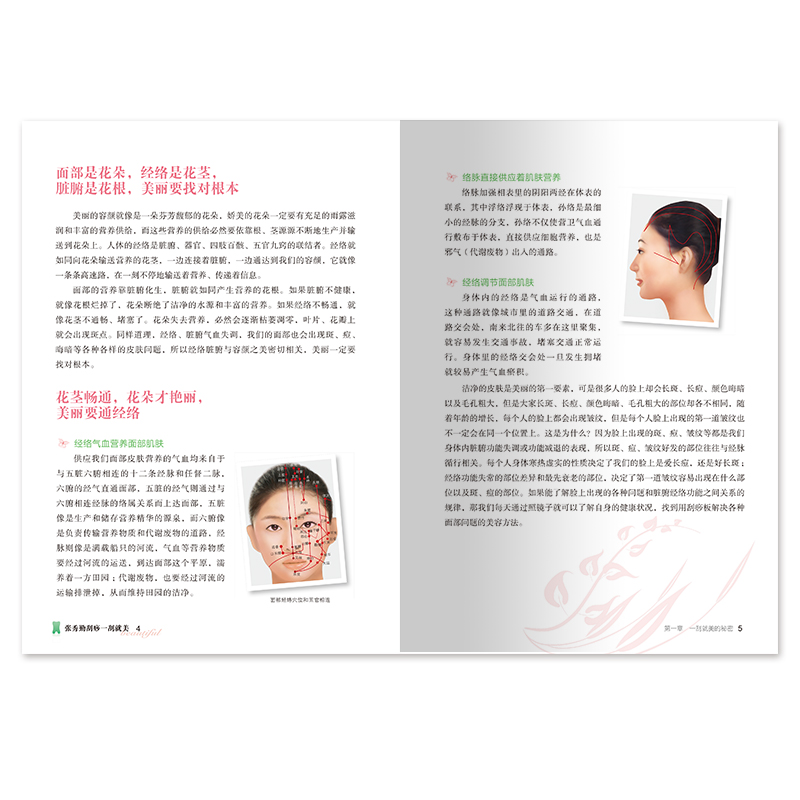 面部是花朵，经络是花茎，
脏腑是花根，美丽要找对根本
美丽的容颜就像是一朵芬芳馥郁的花朵，娇美的花朵一定要有充足的雨露滋
润和丰富的营养供给，而这些营养的供给必然要依靠根、茎源源不断地生产并输
送到花朵上。人体的经络是脏腑、器官、四肢百骸、五官九窍的联结者。经络就
如同向花朵输送营养的花茎，一边连接着脏腑，一边通达到我们的容颜，它就像
一条条高速路，在一刻不停地输送着营养、传递着信息。
面部的营养靠脏腑化生，脏腑就如同产生营养的花根。如果脏腑不健康，
就像花根烂掉了，花朵断绝了洁净的水源和丰富的营养。如果经络不畅通，就
像花茎不通畅、堵塞了。花朵失去营养，必然会逐渐枯萎凋零，叶片、花瓣上
就会出现斑点。同样道理，经络、脏腑气血失调，我们的面部也会出现斑、痘、
晦暗等各种各样的皮肤问题，所以经络脏腑与容颜之美密切相关，美丽一定要
找对根本。
花茎畅通，花朵才艳丽，
美丽要通经络
经络气血营养面部肌肤
供应我们面部皮肤营养的气血均来自于
与五脏六腑相连的十二条经脉和任督二脉，
六腑的经气直通面部，五脏的经气则通过与
六腑相连经脉的络属关系而上达面部，五脏
像是生产和储存营养精华的源泉，而六腑像
是负责传输营养物质和代谢废物的道路，经
脉则像是满载船只的河流，气血等营养物质
要经过河流的运送，到达面部这个平原，濡
养着一方田园；代谢废物，也要经过河流的
运输排泄掉，从而维持田园的洁净。
面部经络穴位和五官相连
张秀勤刮痧一刮就美 4
beautiful
络脉直接供应着肌肤营养
络脉加强相表里的阴阳两经在体表的
联系，其中浮络浮现于体表，孙络是最细
小的经脉的分支，孙络不仅使营卫气血通
行敷布于体表，直接供应细胞营养，也是
邪气（代谢废物）出入的通路。
经络调节面部肌肤
身体内的经络是气血运行的通路，
这种通路就像城市里的道路交通，在道
路交会处，南来北往的车多在这里聚集，
就容易发生交通事故，堵塞交通正常运
行。身体里的经络交会处一旦发生拥堵
就较易产生气血瘀积。
洁净的皮肤是美丽的第一要素，可是很多人的脸上却会长斑、长痘、颜色晦暗
以及毛孔粗大，但是大家长斑、长痘、颜色晦暗、毛孔粗大的部位却各不相同，随
着年龄的增长，每个人的脸上都会出现皱纹，但是每个人脸上出现的第一道皱纹也
不一定会在同一个位置上。这是为什么？因为脸上出现的斑、痘、皱纹等都是我们
身体内脏腑功能失调或功能减退的表现，所以斑、痘、皱纹好发的部位往往与经脉
循行相关。每个人身体寒热虚实的性质决定了我们的脸上是爱长痘，还是好长斑；
经络功能失常的部位差异和最先衰老的部位，决定了第一道皱纹容易出现在什么部
位以及斑、痘的部位。如果能了解脸上出现的各种问题和脏腑经络功能之间关系的
规律，那我们每天通过照镜子就可以了解自身的健康状况，找到用刮痧板解决各种
面部问题的美容方法。
第一章 一刮就美的秘密 5